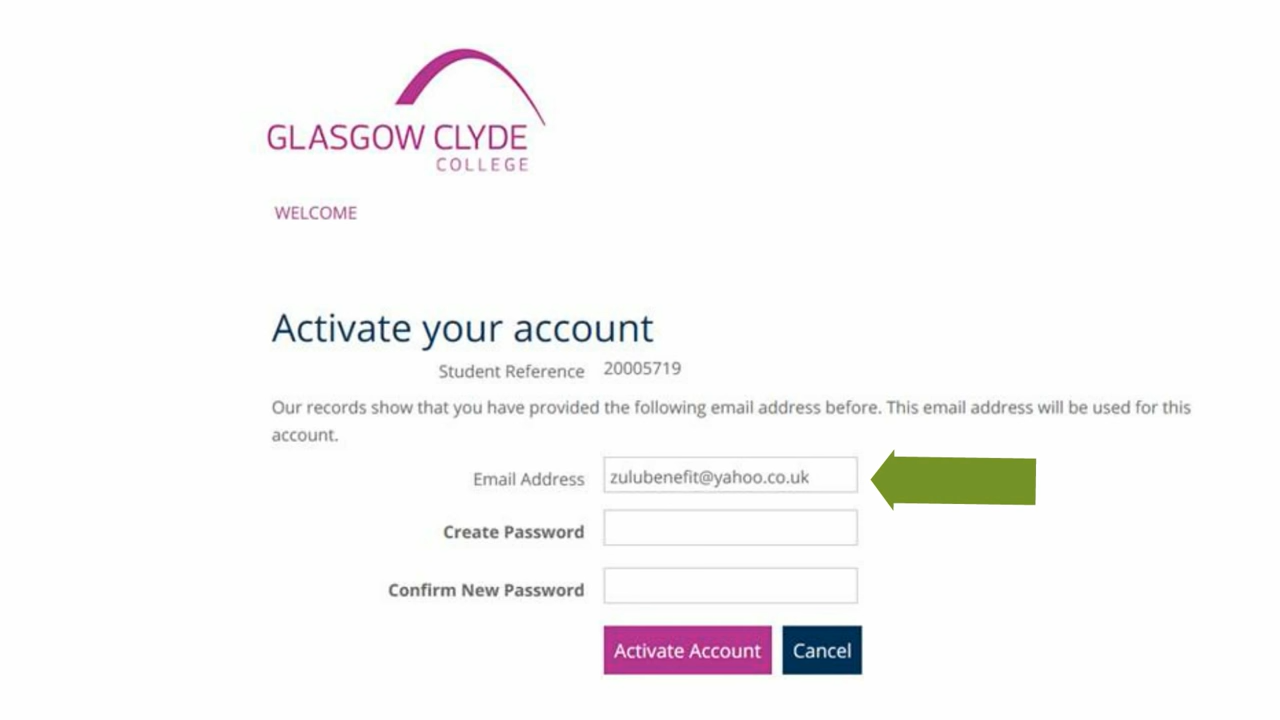 GLASGOW CLYDE
COLLEGE
WELCOME
Activate your account
Student Reference 20005719
Our records show that you have provided the following email address before. This email address will be used for this
account.
Email Address zulubenefit@yahoo.co.uk
Create Password
Confirm New Password
Activate Account Cancel